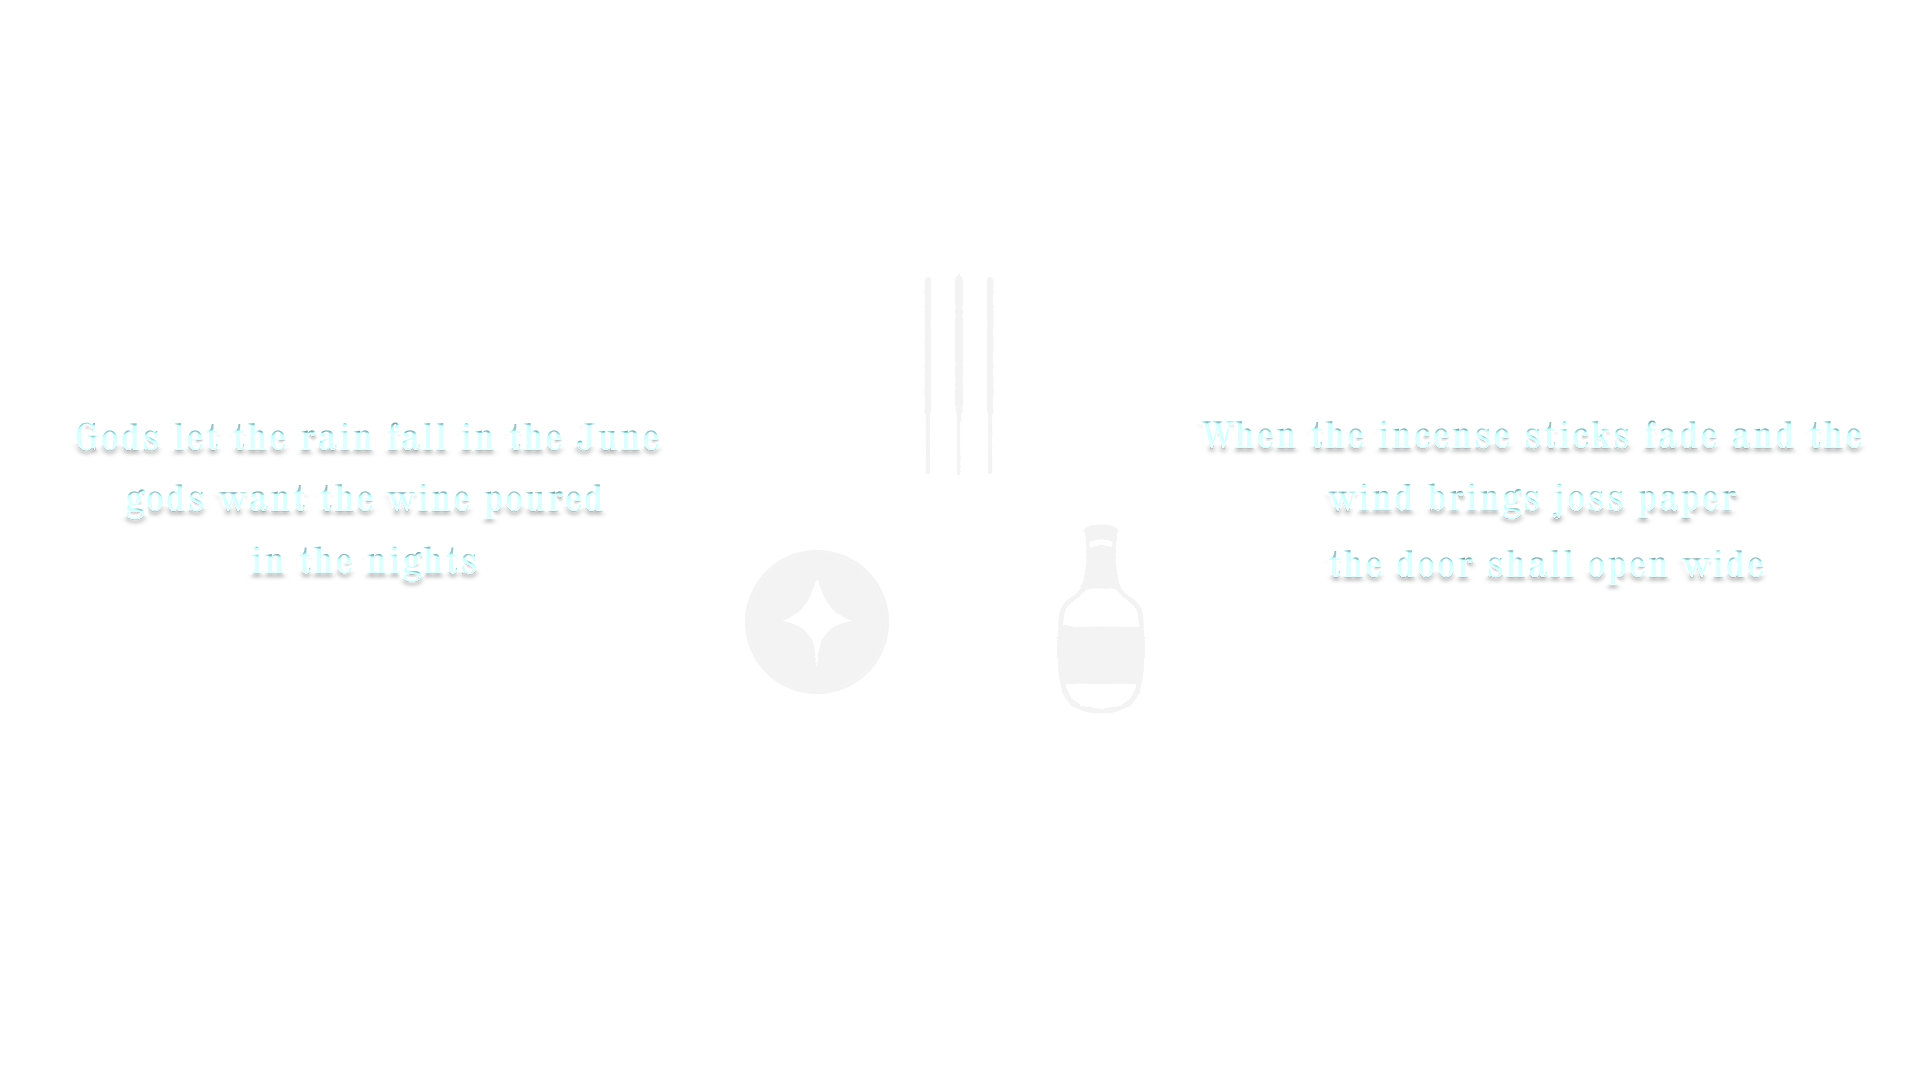 Gods let the rain fall in the June
gods want the wine poured
in the nights
When the incense sticks fade and the
wind brings joss paper
the door shall open wide